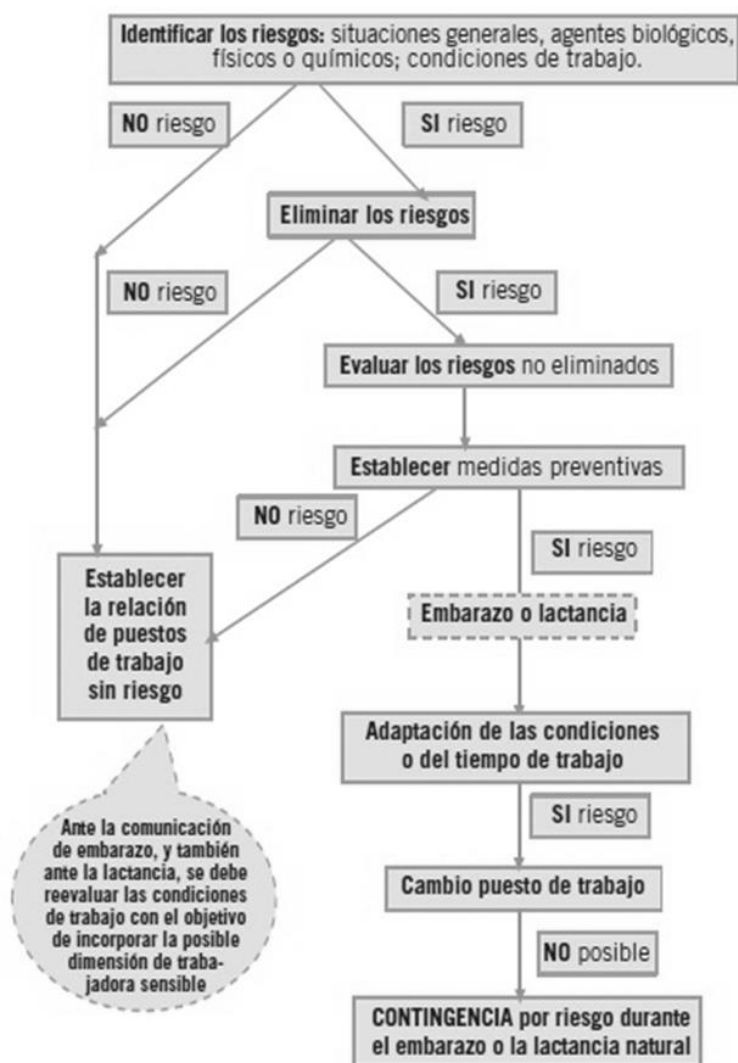 Identificar los riesgos: situaciones generales, agentes biológicos,
físicos o químicos; condiciones de trabajo.
NO riesgo
SI riesgo
Eliminar los riesgos
NO riesgo
SI riesgo
Evaluar los riesgos no eliminados
Establecer medidas preventivas
NO riesgo
SI riesgo
Establecer
la relación
de puestos
de trabajo
sin riesgo
Embarazo o lactancia
Adaptación de las condiciones
o del tiempo de trabajo
SI riesgo
Ante la comunicación
de embarazo, y también
ante la lactancia, se debe
reevaluar las condiciones
de trabajo con el objetivo
de incorporar la posible
dimensión de traba-
jadora sensible
Cambio puesto de trabajo
NO posible
CONTINGENCIA por riesgo durante
el embarazo o la lactancia natural